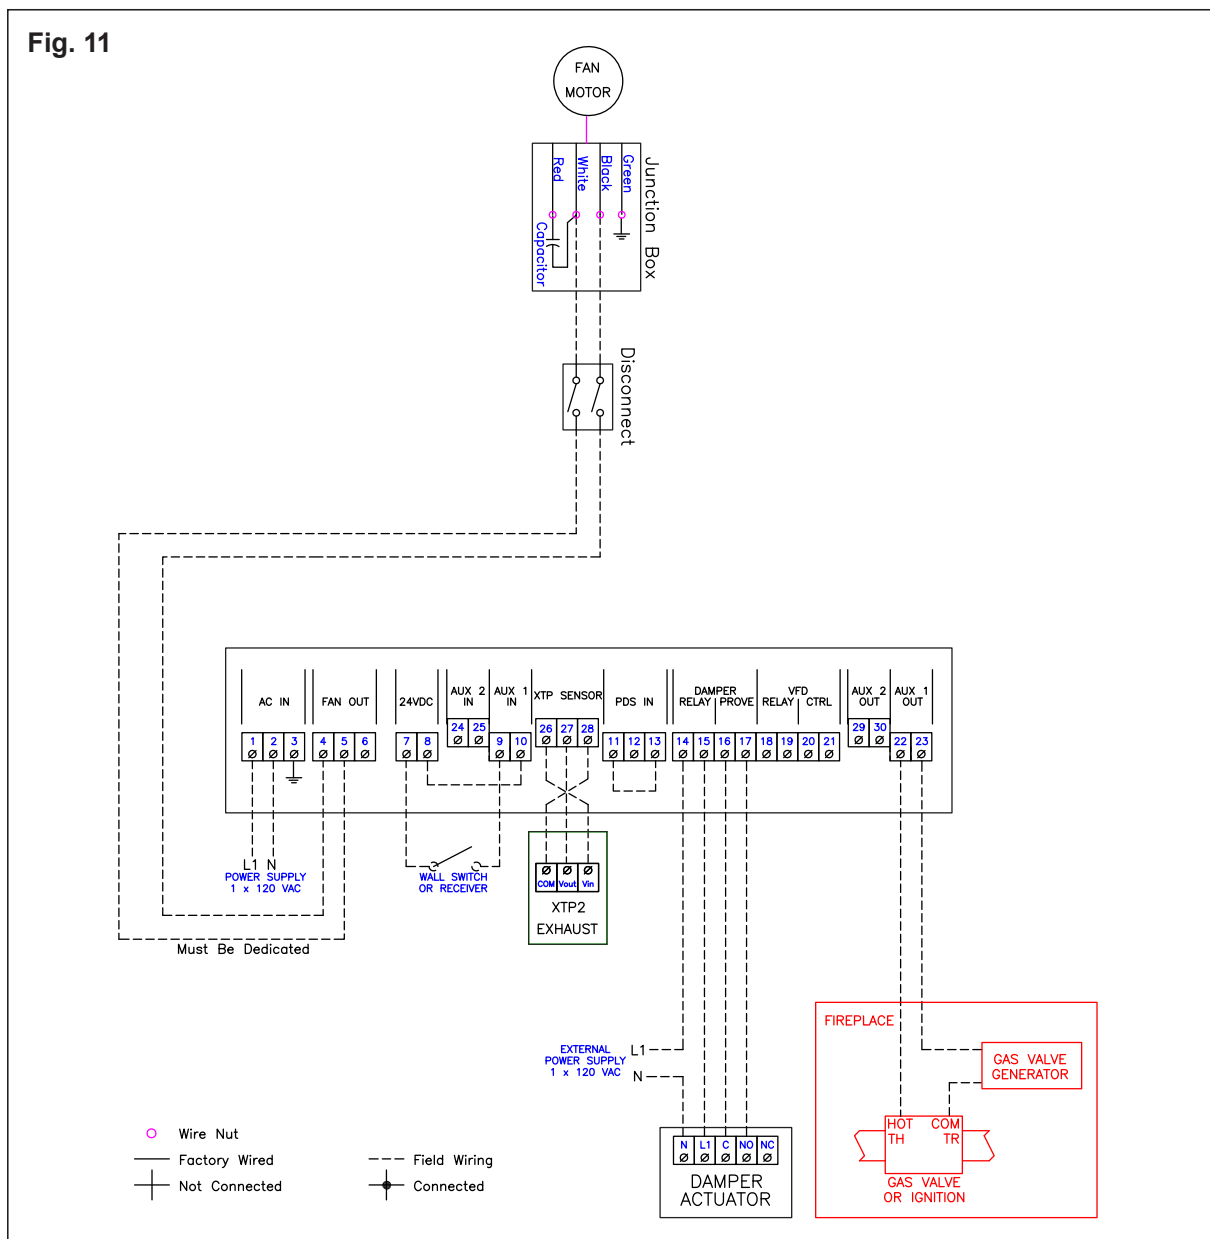 Fig. 11
FAN
MOTOR
Red
White
Black
Green
Capacitor
Junction Box
Disconnect
AC IN
FAN OUT
24VDC
AUX 2
IN
AUX 1
IN
XTP SENSOR
PDS IN
DAMPER
RELAY PROVE
VFD
RELAY CTRL
AUX 2
OUT
AUX 1
OUT
1 2 3 4 5 6 7 8 24 25 9 10 26 27 28 11 12 13 14 15 16 17 18 19 20 21 29 30 22 23
L1 N
POWER SUPPLY
1 x 120 VAC
WALL SWITCH
OR RECEIVER
COM Vout Vin
XTP2
EXHAUST
Must Be Dedicated
EXTERNAL
POWER SUPPLY
1 x 120 VAC
L1
N
N L1 C NO NC
DAMPER
ACTUATOR
FIREPLACE
GAS VALVE
GENERATOR
HOT COM
TH TR
GAS VALVE
OR IGNITION
Wire Nut
Factory Wired
Field Wiring
Not Connected
Connected